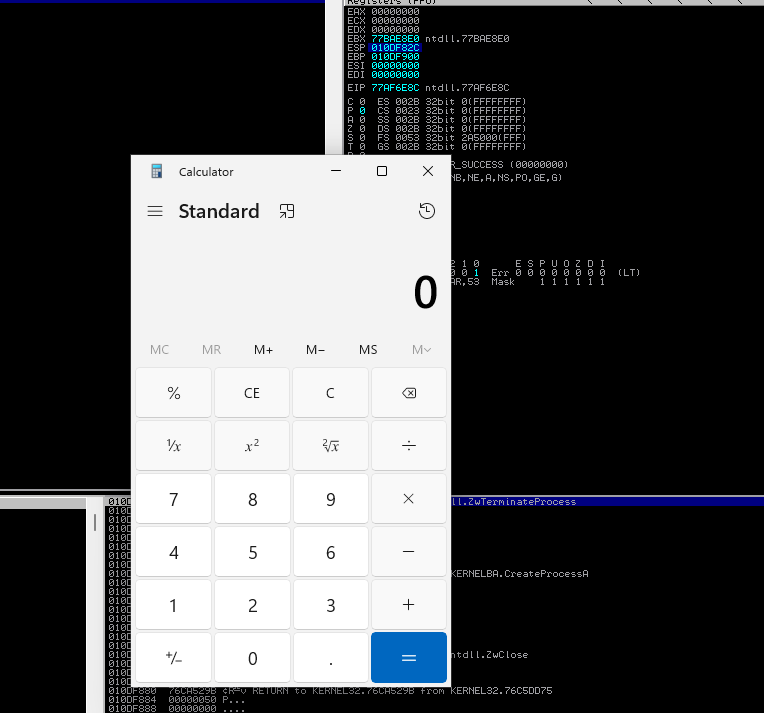 Registers (FPU)
EAX 00000000
ECX 00000000
EDX 00000000
EBX 77BAE8E0 ntdll.77BAE8E0
ESP 010DF82C
EBP 010DF900
ESI 00000000
EDI 00000000
EIP 77AF6E8C ntdll.77AF6E8C
C 0 ES 002B 32bit 0(FFFFFFFF)
P 0 CS 0023 32bit 0(FFFFFFFF)
A 0 SS 002B 32bit 0(FFFFFFFF)
Z 0 DS 002B 32bit 0(FFFFFFFF)
S 0 FS 0053 32bit 2A5000(FFF)
T 0 GS 002B 32bit 0(FFFFFFFF)
R_SUCCESS (00000000)
NB,NE,A,NS,PO,GE,G)
Calculator
Standard
2 1 0 E S P U O Z D I
0 0 1 Err 0 0 0 0 0 0 0 0 (LT)
AR,53 Mask 1 1 1 1 1 1
0
MC MR M+ M− MS M
% CE C
1/x x² ²√x ÷
7 8 9 ×
4 5 6 −
1 2 3 +
+/− 0 . =
ll.ZwTerminateProcess
KERNELBA.CreateProcessA
ntdll.ZwClose
010DF880 76CA529B RETURN to KERNEL32.76CA529B from KERNEL32.76C5DD75
010DF884 00000050 P...
010DF888 00000000 ....